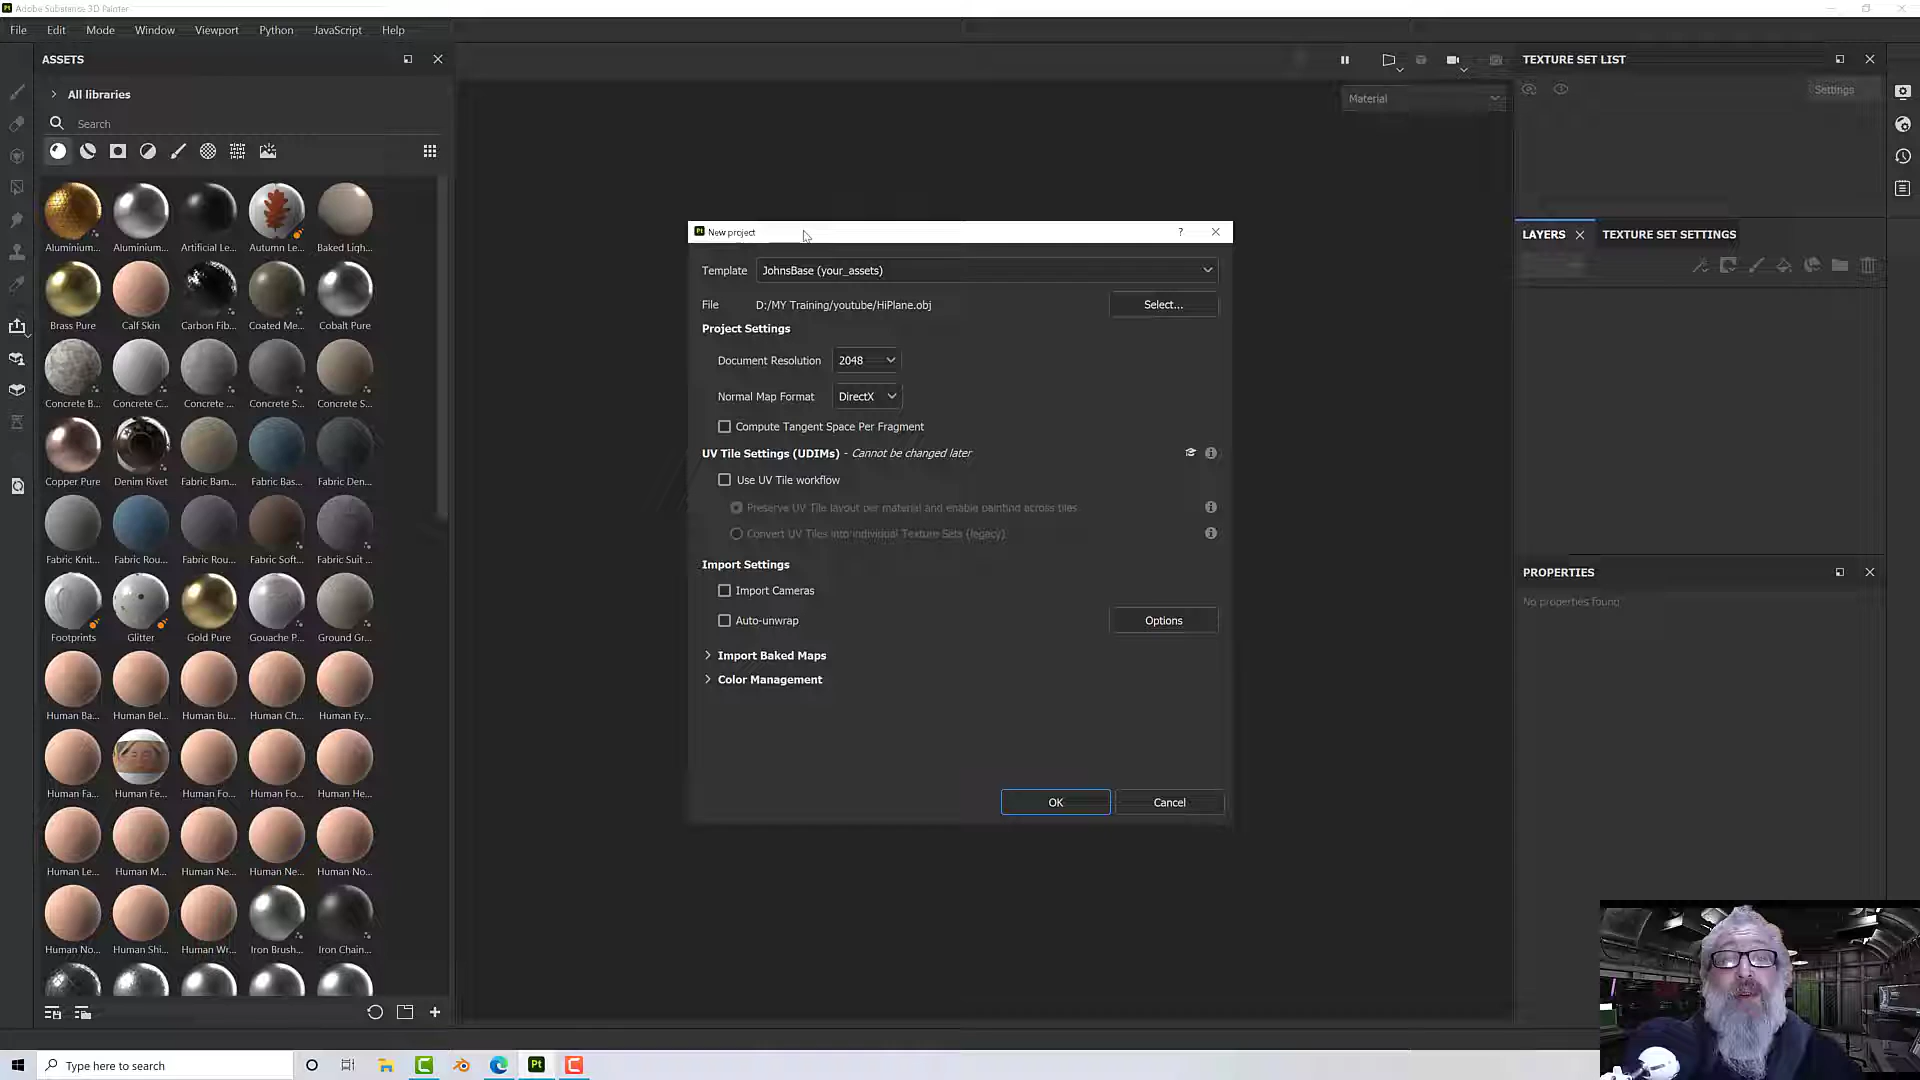 Adobe Substance 3D Painter
File Edit Mode Window Viewport Python JavaScript Help
ASSETS
All libraries
Search
Aluminium... Aluminium... Artificial Le... Autumn Le... Baked Ligh...
Brass Pure Calf Skin Carbon Fib... Coated Me... Cobalt Pure
Concrete B... Concrete C... Concrete ... Concrete S... Concrete S...
Copper Pure Denim Rivet Fabric Bam... Fabric Bas... Fabric Den...
Fabric Knit... Fabric Rou... Fabric Rou... Fabric Soft... Fabric Suit ...
Footprints Glitter Gold Pure Gouache P... Ground Gr...
Human Ba... Human Bel... Human Bu... Human Ch... Human Ey...
Human Fa... Human Fe... Human Fo... Human Fo... Human He...
Human Le... Human M... Human Ne... Human Ne... Human No...
Human No... Human Shi... Human Wr... Iron Brush... Iron Chain...
Material
New project
Template JohnsBase (your_assets)
File D:/MY Training/youtube/HiPlane.obj Select...
Project Settings
Document Resolution 2048
Normal Map Format DirectX
Compute Tangent Space Per Fragment
UV Tile Settings (UDIMs) - Cannot be changed later
Use UV Tile workflow
Preserve UV Tile layout per material and enable painting across tiles
Convert UV Tiles into individual Texture Sets (legacy)
Import Settings
Import Cameras
Auto-unwrap Options
Import Baked Maps
Color Management
OK Cancel
TEXTURE SET LIST
Settings
LAYERS TEXTURE SET SETTINGS
PROPERTIES
No properties found
Type here to search